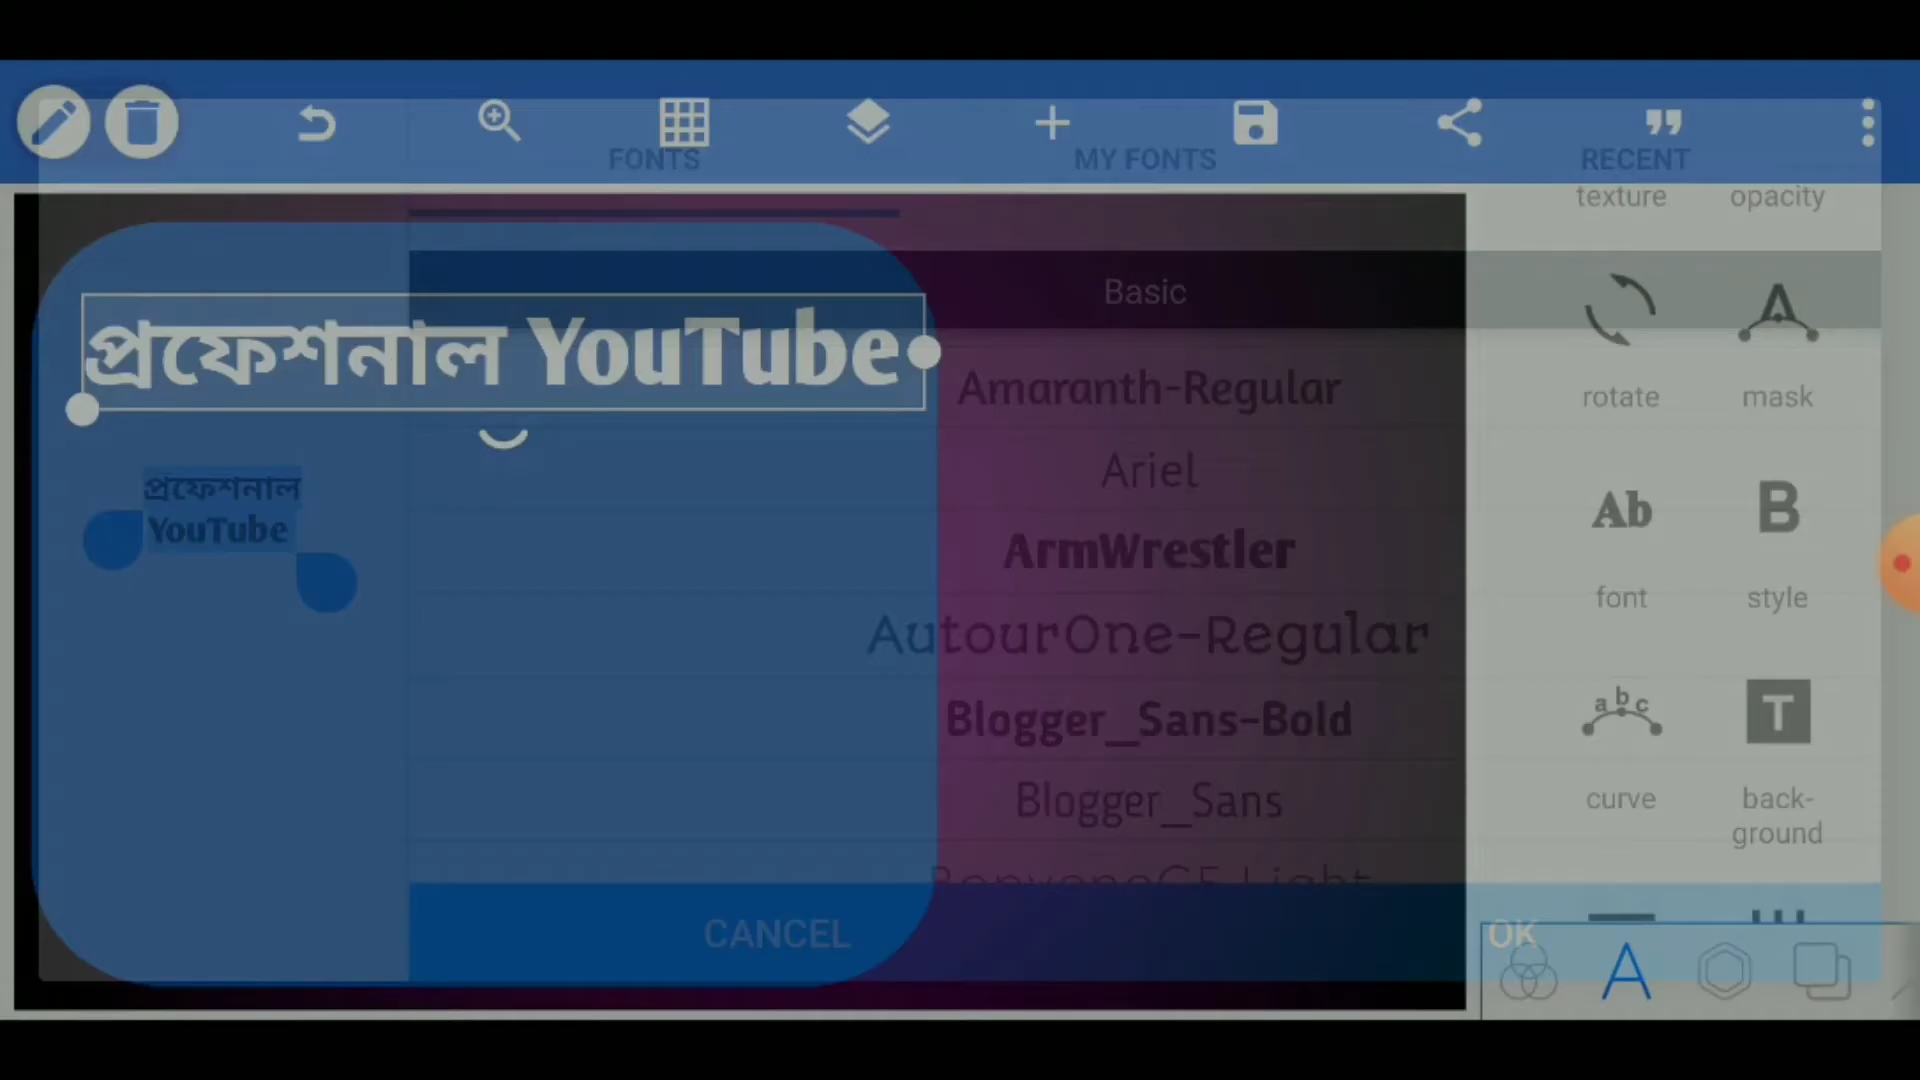 FONTS
MY FONTS
RECENT
texture
opacity
Basic
প্রফেশনাল YouTube
Amaranth-Regular
rotate
mask
Ariel
প্রফেশনাল
YouTube
ArmWrestler
Ab
B
font
style
AutourOne-Regular
Blogger_Sans-Bold
a b c
T
curve
back-
ground
Blogger_Sans
CANCEL
OK
A